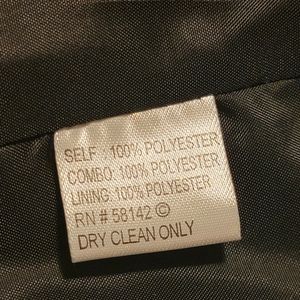 SELF - 100% POLYESTER
COMBO: 100% POLYESTER
LINING: 100% POLYESTER
RN # 58142 ©
DRY CLEAN ONLY